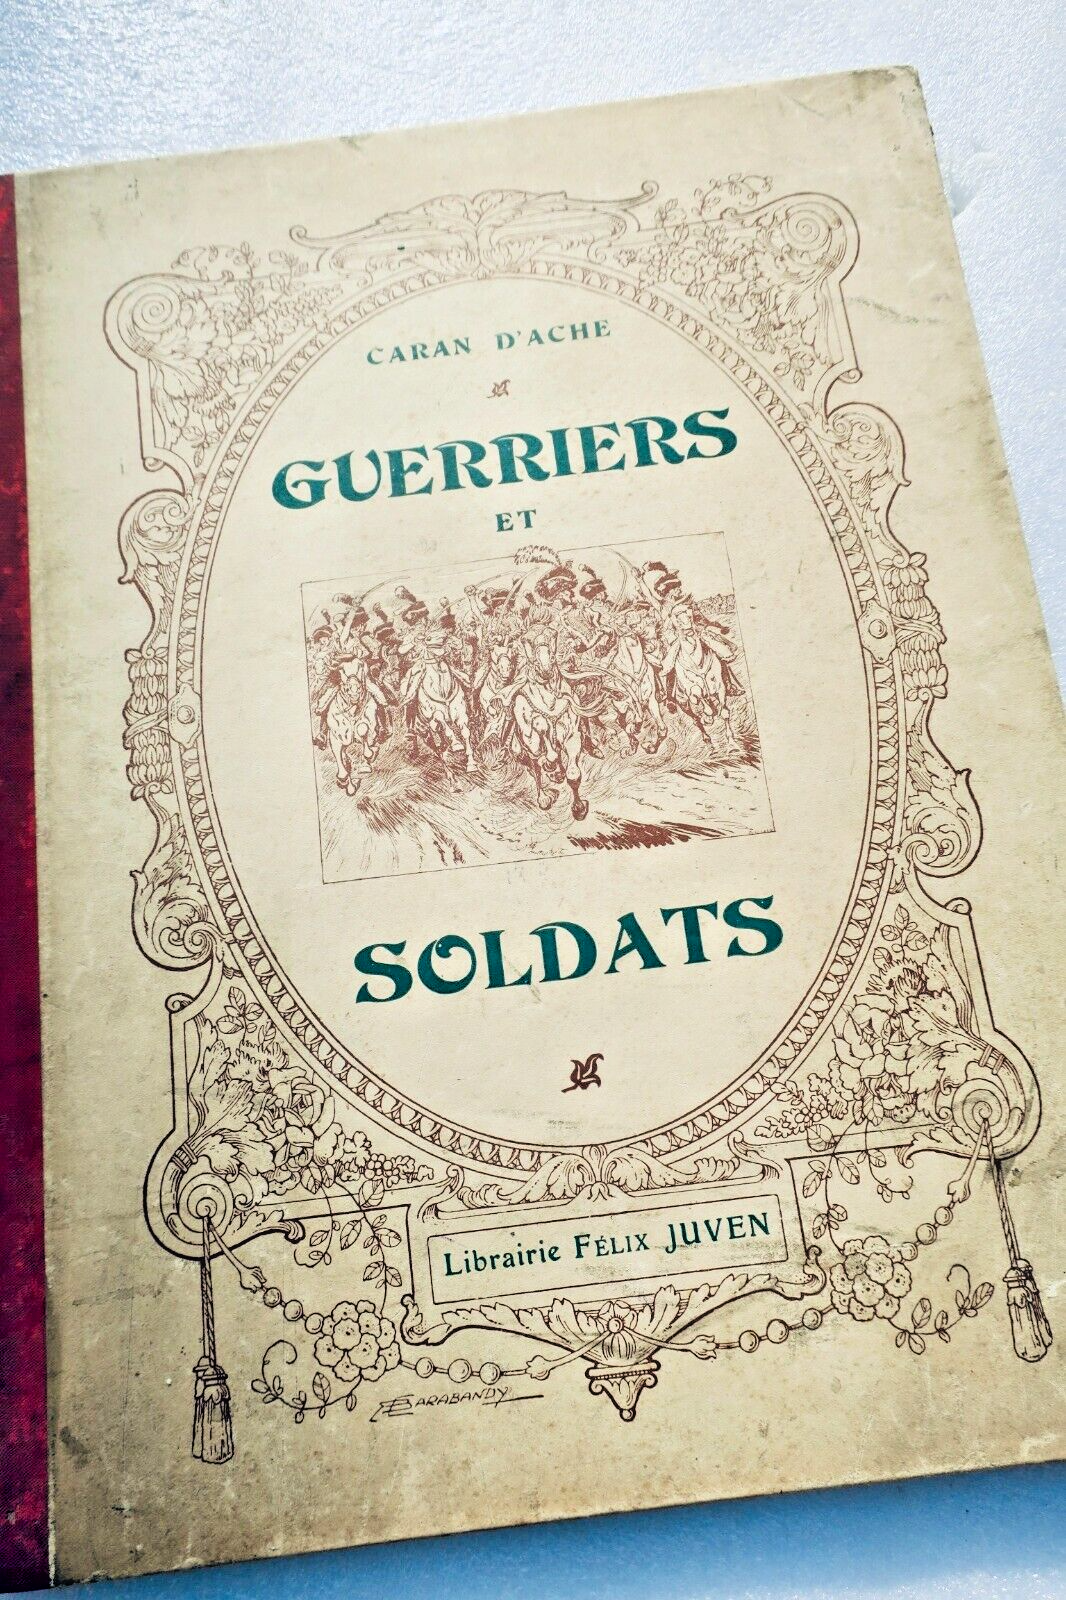 CARAN D'ACHE
GUERRIERS
ET
SOLDATS
Librairie FÉLIX JUVEN